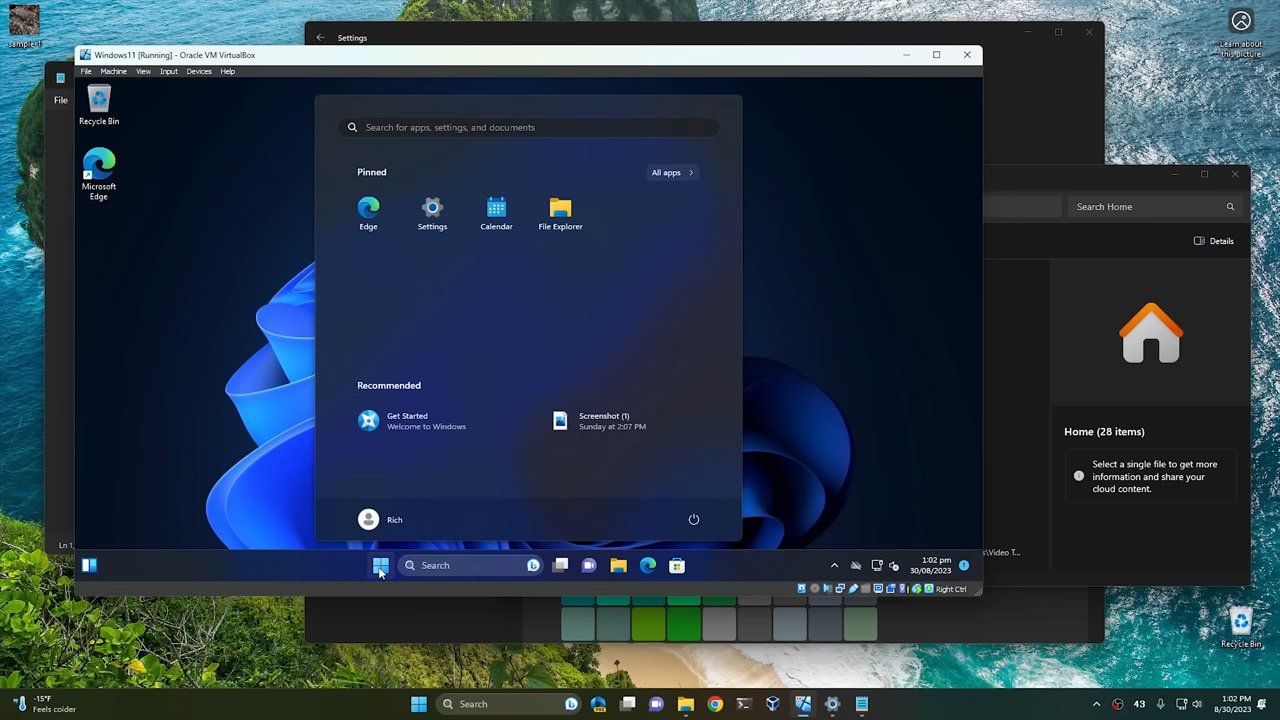 sample-1
Settings
Learn about
this picture
Windows11 [Running] - Oracle VM VirtualBox
File Machine View Input Devices Help
File
Recycle Bin
Microsoft
Edge
Search for apps, settings, and documents
Pinned
All apps
Edge
Settings
Calendar
File Explorer
Recommended
Get Started
Welcome to Windows
Screenshot (1)
Sunday at 2:07 PM
Rich
Search
1:02 pm
30/08/2023
1
Right Ctrl
Search Home
Details
Home (28 items)
Select a single file to get more
information and share your
cloud content.
s\Video T...
Ln 1,
Recycle Bin
-15°F
Feels colder
Search
43
1:02 PM
8/30/2023